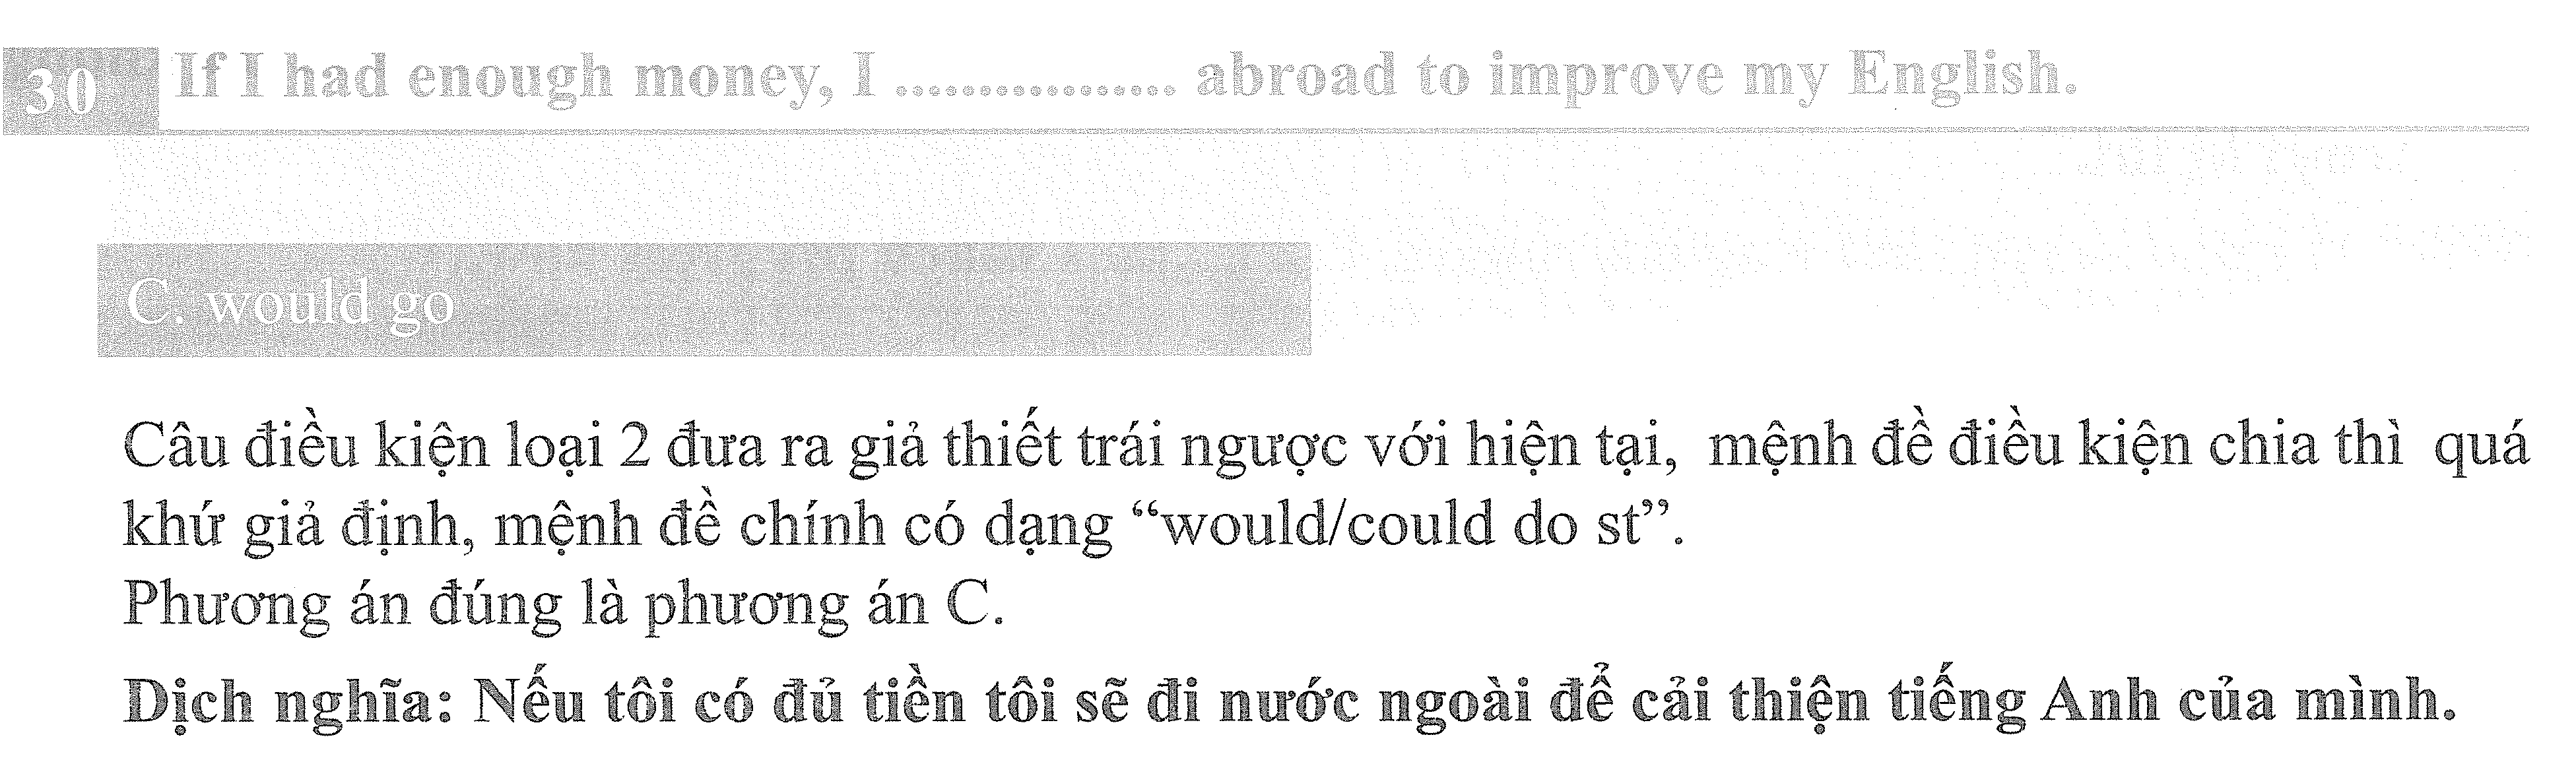 30 If I had enough money, I ................. abroad to improve my English.
C. would go
Câu điều kiện loại 2 đưa ra giả thiết trái ngược với hiện tại, mệnh đề điều kiện chia thì quá
khứ giả định, mệnh đề chính có dạng “would/could do st”.
Phương án đúng là phương án C.
Dịch nghĩa: Nếu tôi có đủ tiền tôi sẽ đi nước ngoài để cải thiện tiếng Anh của mình.